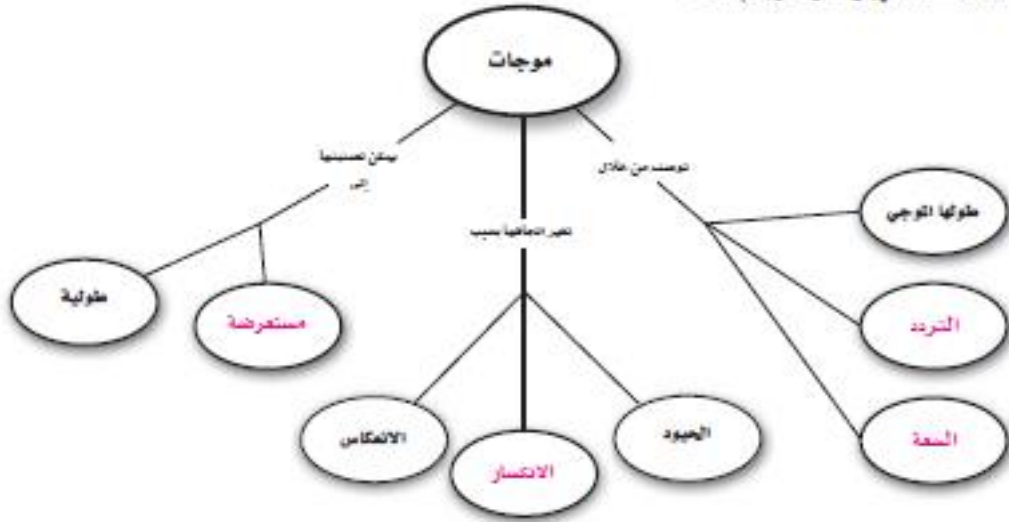 موجات
توصف من خلال
طولها الموجي
التردد
السعة
تغير اتجاهها بسبب
الحيود
الانكسار
الانعكاس
يمكن تصنيفها
إلى
مستعرضة
طولية